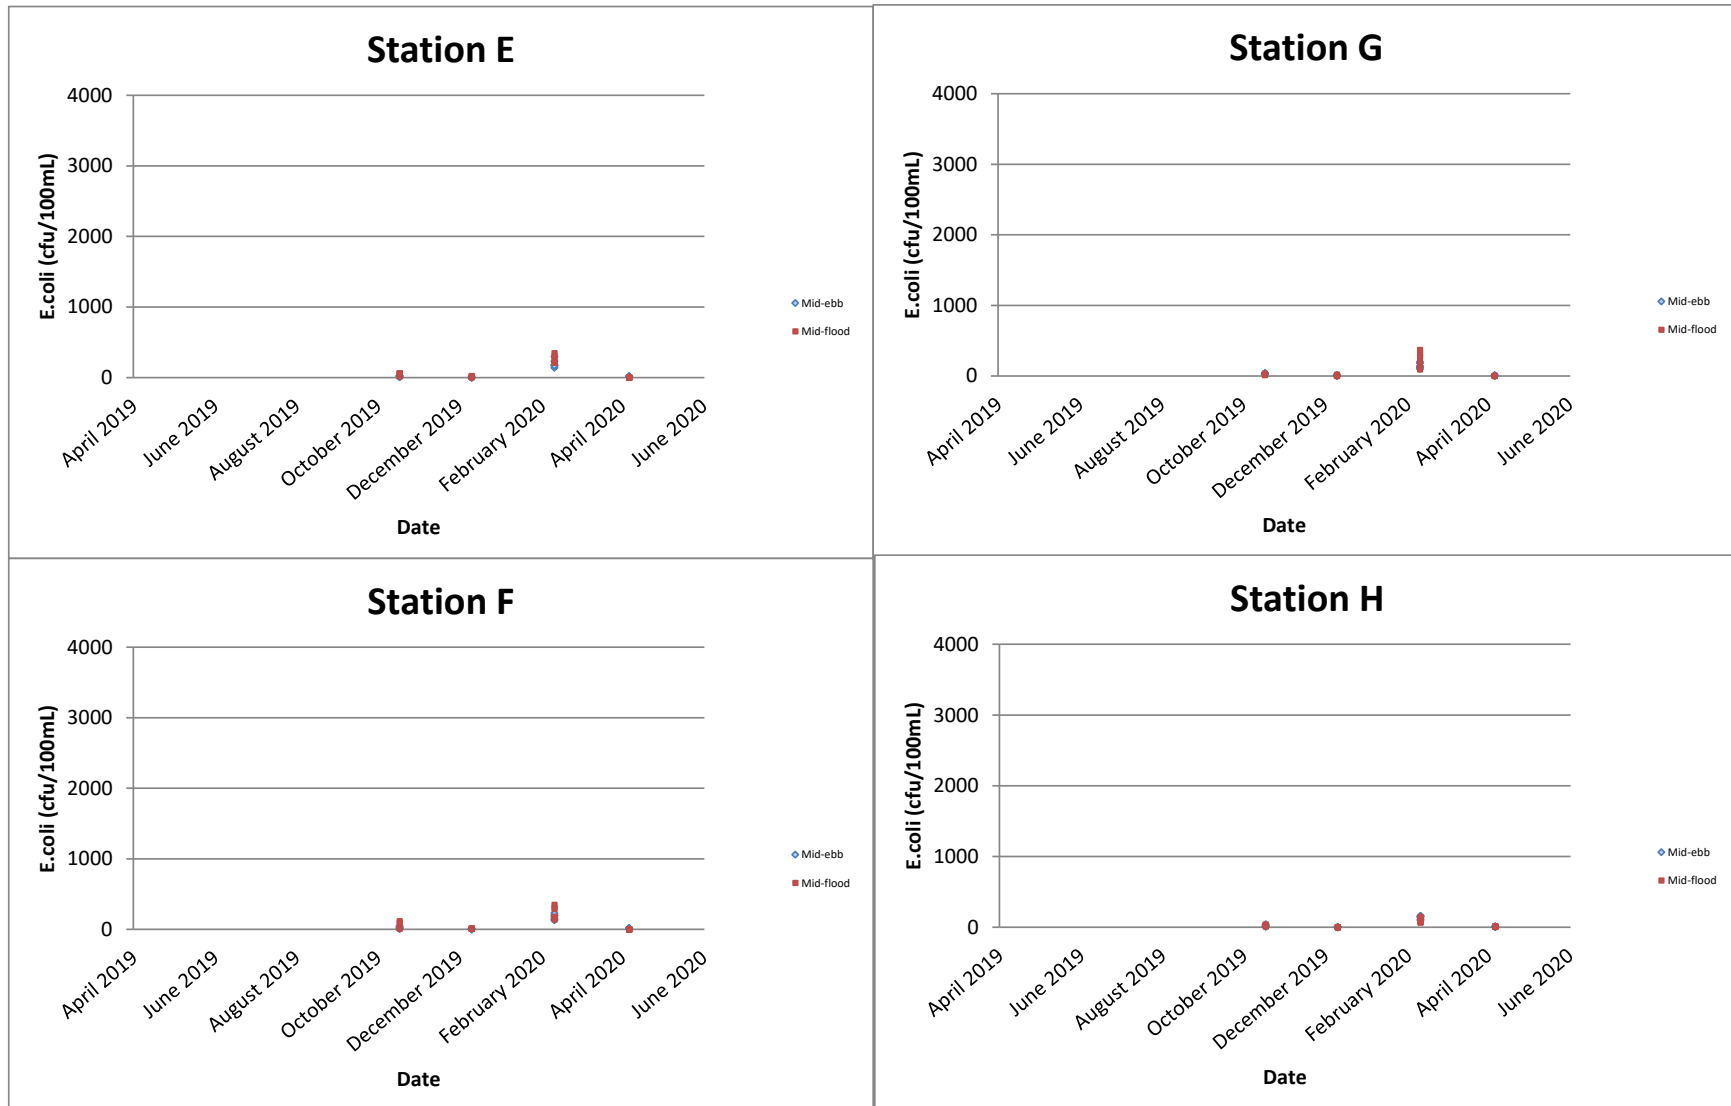 Station E
4000
3000
2000
1000
0
E.coli (cfu/100mL)
April 2019
June 2019
August 2019
October 2019
December 2019
February 2020
April 2020
June 2020
Date
Mid-ebb
Mid-flood
Station G
4000
3000
2000
1000
0
E.coli (cfu/100mL)
April 2019
June 2019
August 2019
October 2019
December 2019
February 2020
April 2020
June 2020
Date
Mid-ebb
Mid-flood
Station F
4000
3000
2000
1000
0
E.coli (cfu/100mL)
April 2019
June 2019
August 2019
October 2019
December 2019
February 2020
April 2020
June 2020
Date
Mid-ebb
Mid-flood
Station H
4000
3000
2000
1000
0
E.coli (cfu/100mL)
April 2019
June 2019
August 2019
October 2019
December 2019
February 2020
April 2020
June 2020
Date
Mid-ebb
Mid-flood